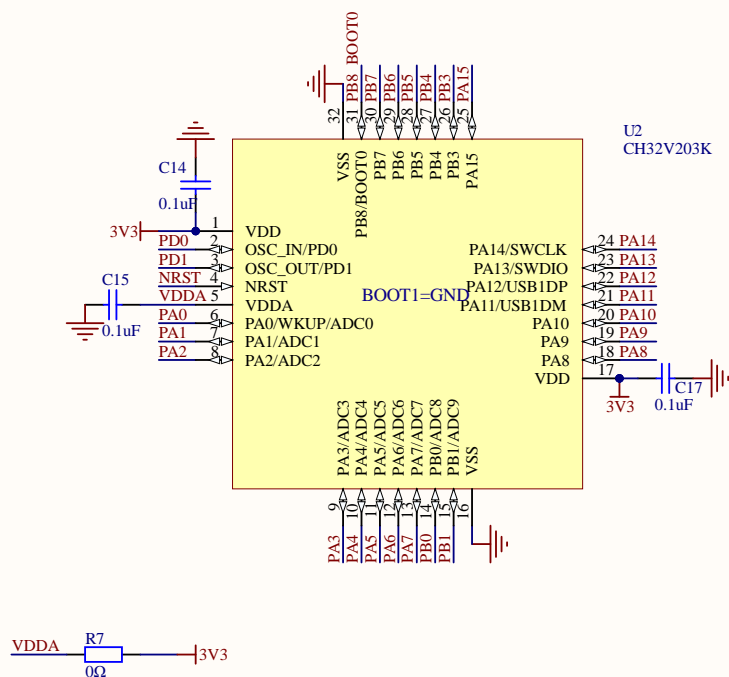 BOOT0
PB8
PB7
PB6
PB5
PB4
PB3
PA15
32
31
30
29
28
27
26
25
U2
CH32V203K
VSS
PB8/BOOT0
PB7
PB6
PB5
PB4
PB3
PA15
C14
0.1uF
3V3
1
VDD
PD0
2
OSC_IN/PD0
PD1
3
OSC_OUT/PD1
NRST
4
NRST
C15
0.1uF
VDDA
5
VDDA
PA0
6
PA0/WKUP/ADC0
PA1
7
PA1/ADC1
PA2
8
PA2/ADC2
BOOT1=GND
PA14/SWCLK
24
PA14
PA13/SWDIO
23
PA13
PA12/USB1DP
22
PA12
PA11/USB1DM
21
PA11
PA10
20
PA10
PA9
19
PA9
PA8
18
PA8
VDD
17
3V3
C17
0.1uF
PA3/ADC3
PA4/ADC4
PA5/ADC5
PA6/ADC6
PA7/ADC7
PB0/ADC8
PB1/ADC9
VSS
9
10
11
12
13
14
15
16
PA3
PA4
PA5
PA6
PA7
PB0
PB1
VDDA
R7
0Ω
3V3